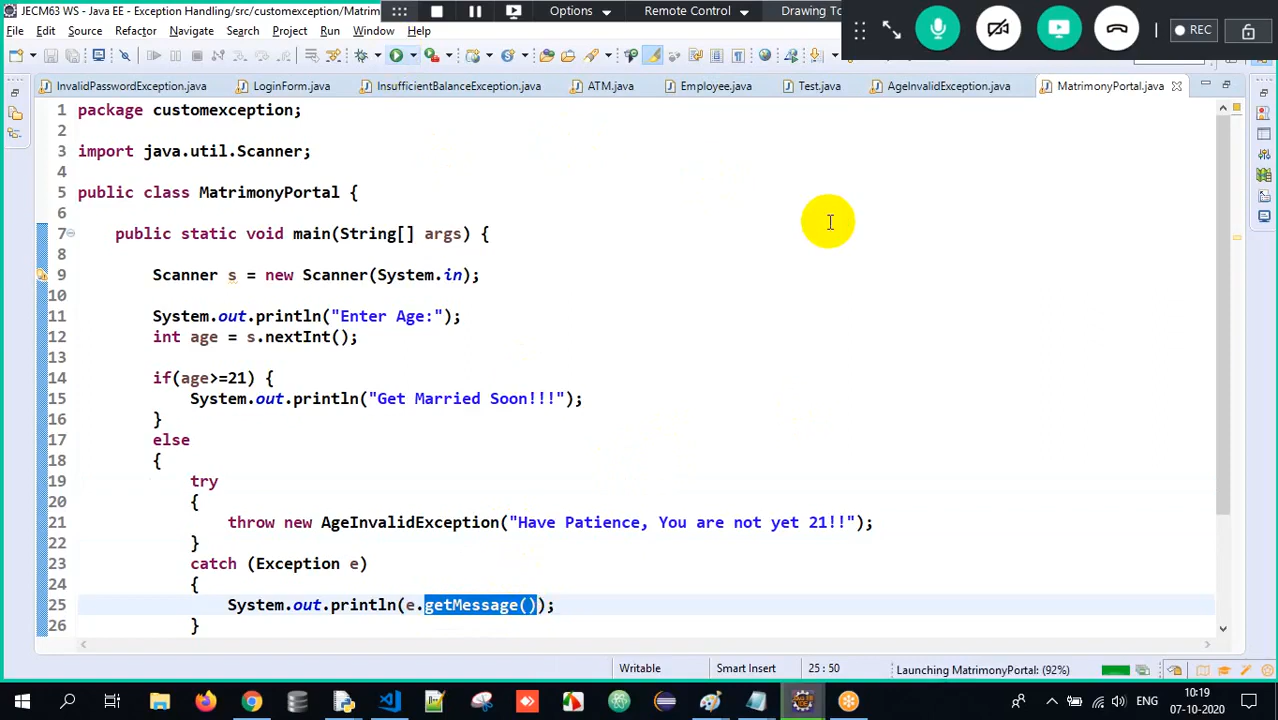 JECM63 WS - Java EE - Exception Handling/src/customexception/Matrim
Options
Remote Control
Drawing To
REC
File Edit Source Refactor Navigate Search Project Run Window Help
InvalidPasswordException.java
LoginForm.java
InsufficientBalanceException.java
ATM.java
Employee.java
Test.java
AgeInvalidException.java
MatrimonyPortal.java
1 package customexception;
2
3 import java.util.Scanner;
4
5 public class MatrimonyPortal {
6
7 public static void main(String[] args) {
8
9 Scanner s = new Scanner(System.in);
10
11 System.out.println("Enter Age:");
12 int age = s.nextInt();
13
14 if(age>=21) {
15 System.out.println("Get Married Soon!!!");
16 }
17 else
18 {
19 try
20 {
21 throw new AgeInvalidException("Have Patience, You are not yet 21!!");
22 }
23 catch (Exception e)
24 {
25 System.out.println(e.getMessage());
26 }
Writable
Smart Insert
25 : 50
Launching MatrimonyPortal: (92%)
ENG
10:19
07-10-2020